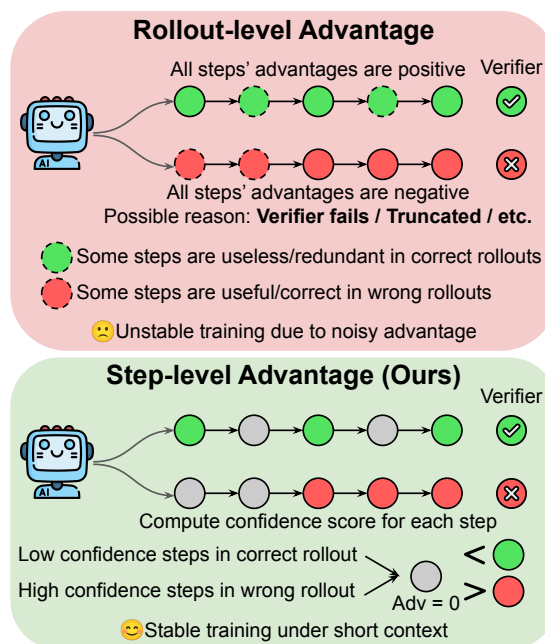 Rollout-level Advantage
All steps' advantages are positive
Verifier
AI
All steps' advantages are negative
Possible reason: Verifier fails / Truncated / etc.
Some steps are useless/redundant in correct rollouts
Some steps are useful/correct in wrong rollouts
Unstable training due to noisy advantage
Step-level Advantage (Ours)
Verifier
AI
Compute confidence score for each step
Low confidence steps in correct rollout
<
High confidence steps in wrong rollout
>
Adv = 0
Stable training under short context